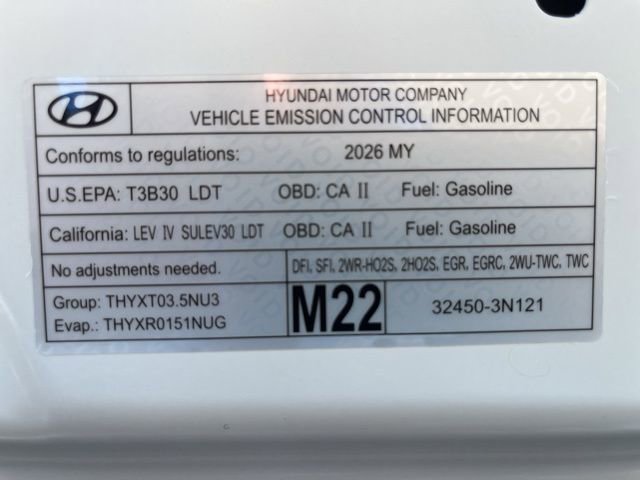 HYUNDAI MOTOR COMPANY
VEHICLE EMISSION CONTROL INFORMATION
Conforms to regulations: 2026 MY
U.S.EPA: T3B30 LDT OBD: CA II Fuel: Gasoline
California: LEV IV SULEV30 LDT OBD: CA II Fuel: Gasoline
No adjustments needed. DFI, SFI, 2WR-HO2S, 2HO2S, EGR, EGRC, 2WU-TWC, TWC
Group: THYXT03.5NU3
Evap.: THYXR0151NUG
M22
32450-3N121